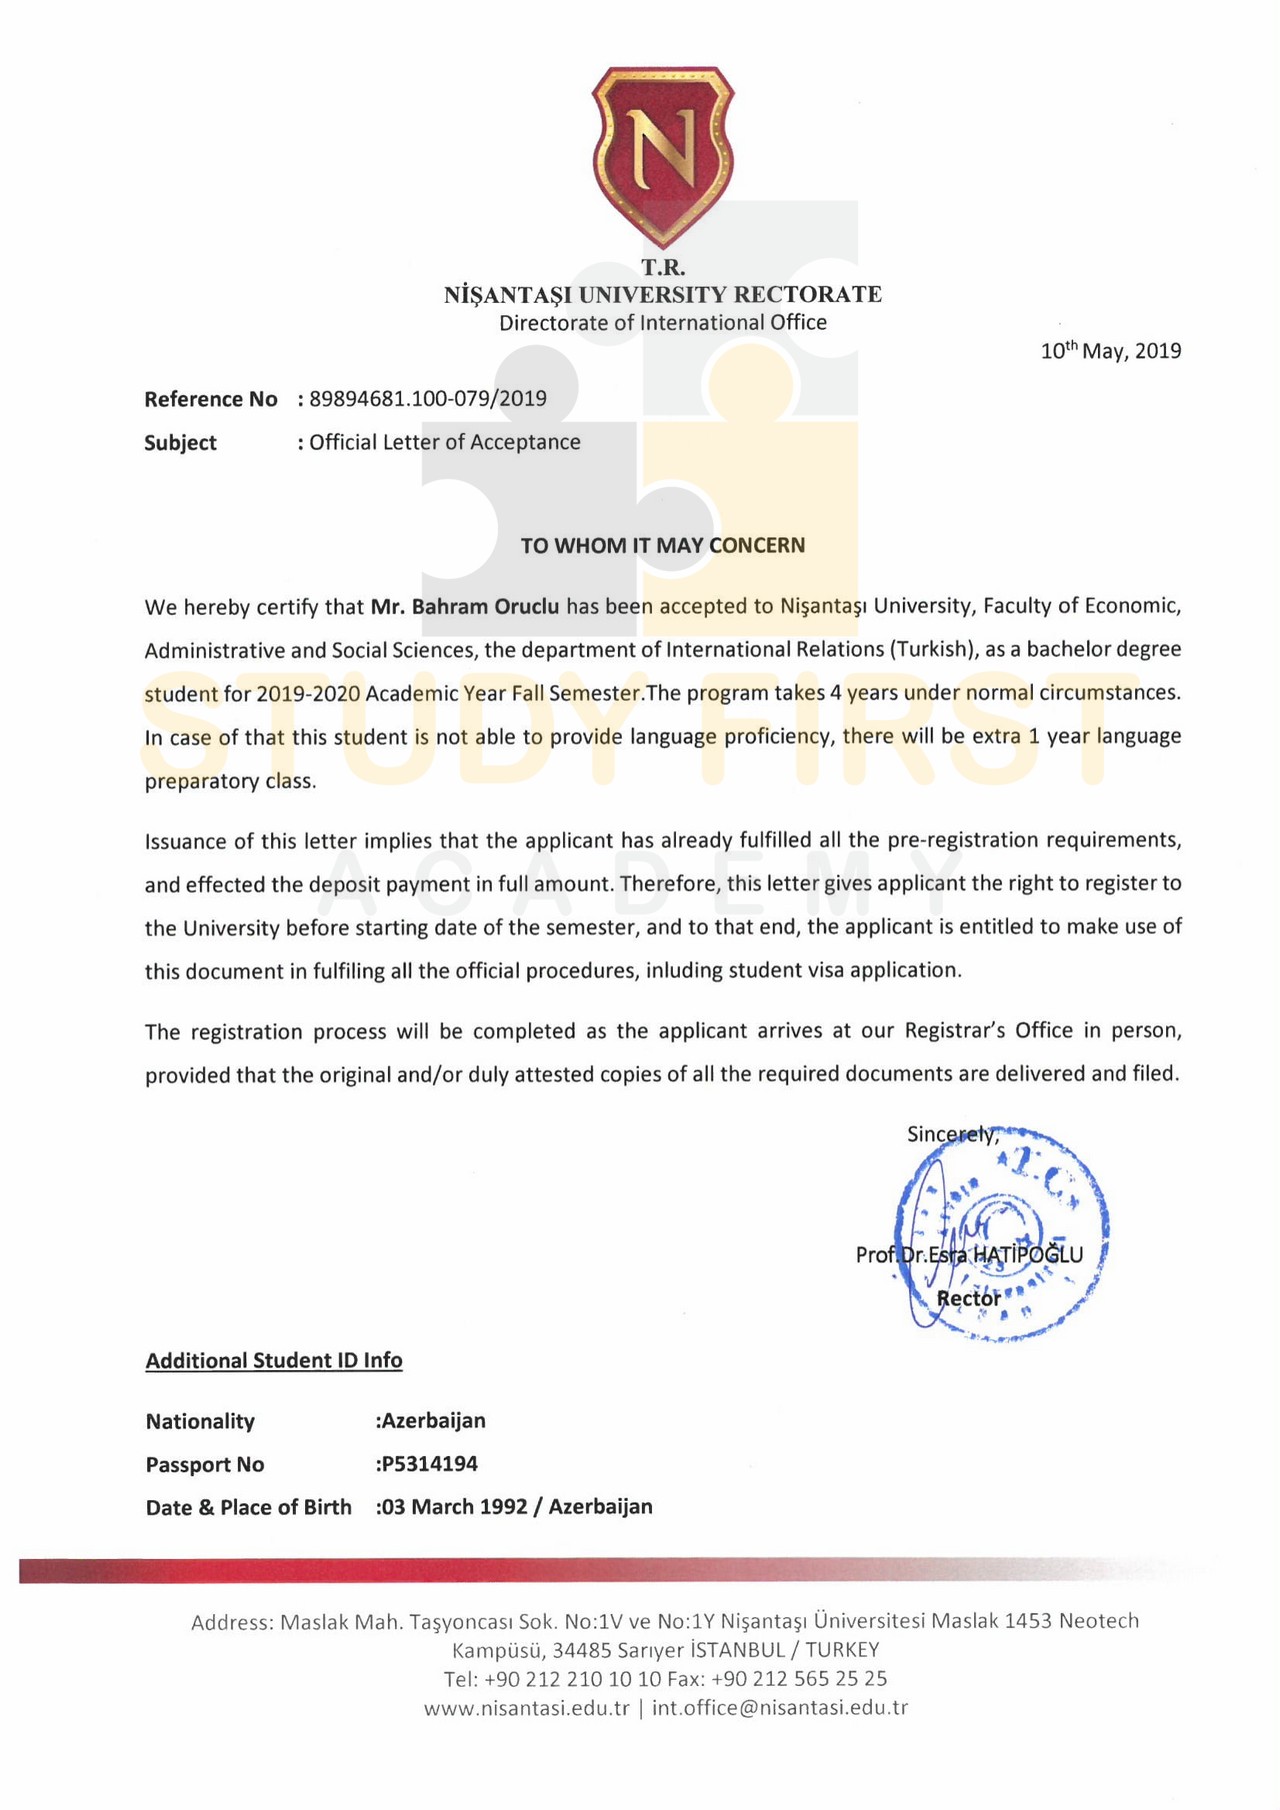 N
T.R.
NİŞANTAŞI UNIVERSITY RECTORATE
Directorate of International Office
10th May, 2019
Reference No : 89894681.100-079/2019
Subject : Official Letter of Acceptance
TO WHOM IT MAY CONCERN
We hereby certify that Mr. Bahram Oruclu has been accepted to Nişantaşı University, Faculty of Economic,
Administrative and Social Sciences, the department of International Relations (Turkish), as a bachelor degree
student for 2019-2020 Academic Year Fall Semester.The program takes 4 years under normal circumstances.
In case of that this student is not able to provide language proficiency, there will be extra 1 year language
preparatory class.
STUDY FIRST
Issuance of this letter implies that the applicant has already fulfilled all the pre-registration requirements,
ACADEMY
and effected the deposit payment in full amount. Therefore, this letter gives applicant the right to register to
the University before starting date of the semester, and to that end, the applicant is entitled to make use of
this document in fulfiling all the official procedures, inluding student visa application.
The registration process will be completed as the applicant arrives at our Registrar's Office in person,
provided that the original and/or duly attested copies of all the required documents are delivered and filed.
Sincerely,
T.C.
Prof.Dr.Esra HATİPOĞLU
Rector
Additional Student ID Info
Nationality :Azerbaijan
Passport No :P5314194
Date & Place of Birth :03 March 1992 / Azerbaijan
Address: Maslak Mah. Taşyoncası Sok. No:1V ve No:1Y Nişantaşı Üniversitesi Maslak 1453 Neotech
Kampüsü, 34485 Sarıyer İSTANBUL / TURKEY
Tel: +90 212 210 10 10 Fax: +90 212 565 25 25
www.nisantasi.edu.tr | int.office@nisantasi.edu.tr